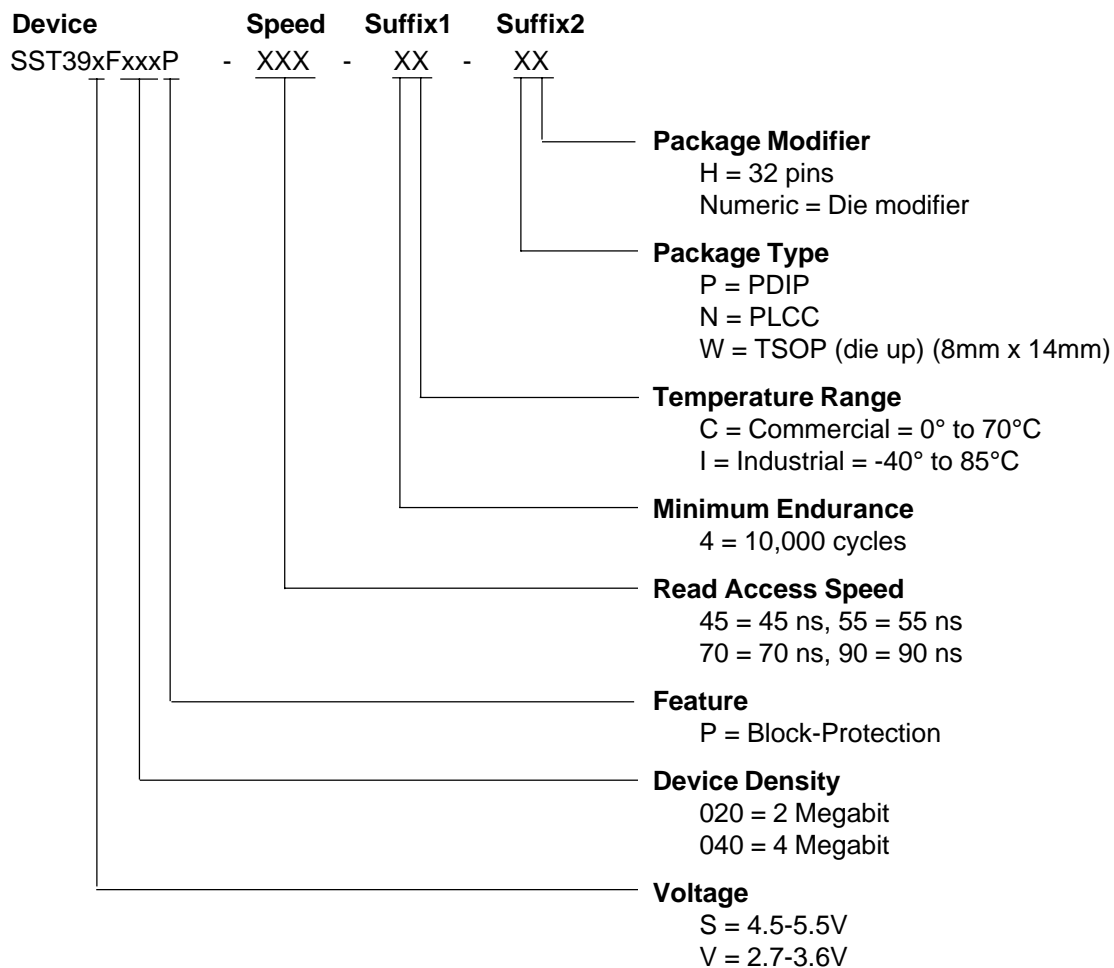 Device Speed Suffix1 Suffix2
SST39xFxxxP - XXX - XX - XX
Package Modifier
H = 32 pins
Numeric = Die modifier
Package Type
P = PDIP
N = PLCC
W = TSOP (die up) (8mm x 14mm)
Temperature Range
C = Commercial = 0° to 70°C
I = Industrial = -40° to 85°C
Minimum Endurance
4 = 10,000 cycles
Read Access Speed
45 = 45 ns, 55 = 55 ns
70 = 70 ns, 90 = 90 ns
Feature
P = Block-Protection
Device Density
020 = 2 Megabit
040 = 4 Megabit
Voltage
S = 4.5-5.5V
V = 2.7-3.6V